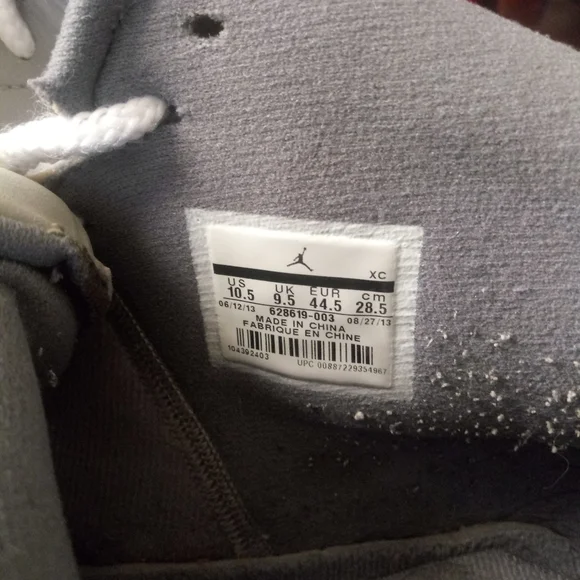 XC
US UK EUR cm
10.5 9.5 44.5 28.5
06/12/13 628619-003 08/27/13
MADE IN CHINA
FABRIQUE EN CHINE
104392403
UPC 00887229354967